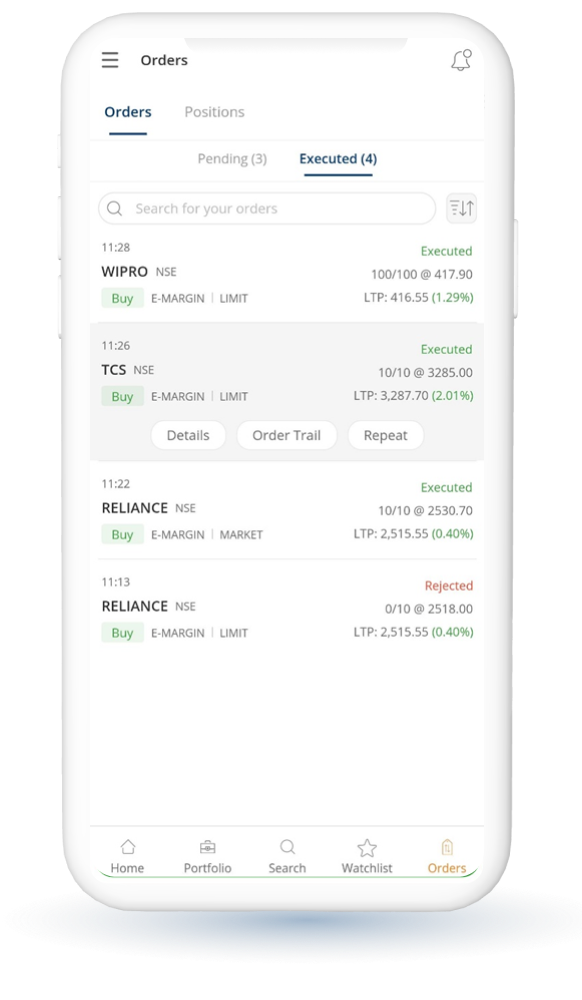 Orders
Orders Positions
Pending (3) Executed (4)
Search for your orders
11:28 Executed
WIPRO NSE 100/100 @ 417.90
Buy E-MARGIN | LIMIT LTP: 416.55 (1.29%)
11:26 Executed
TCS NSE 10/10 @ 3285.00
Buy E-MARGIN | LIMIT LTP: 3,287.70 (2.01%)
Details Order Trail Repeat
11:22 Executed
RELIANCE NSE 10/10 @ 2530.70
Buy E-MARGIN | MARKET LTP: 2,515.55 (0.40%)
11:13 Rejected
RELIANCE NSE 0/10 @ 2518.00
Buy E-MARGIN | LIMIT LTP: 2,515.55 (0.40%)
Home Portfolio Search Watchlist Orders